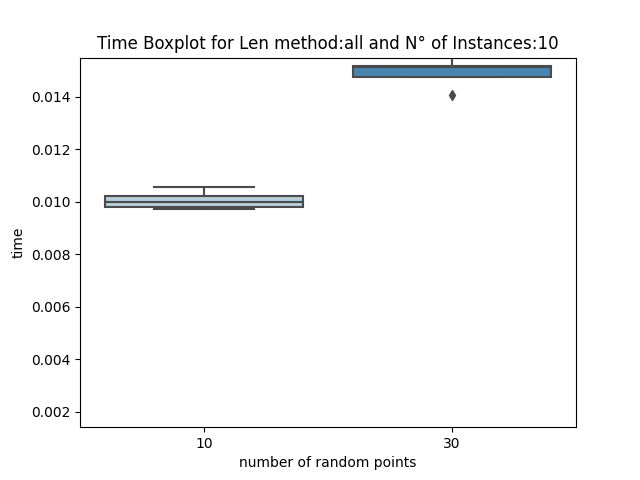 Time Boxplot for Len method:all and N° of Instances:10
0.014
0.012
0.010
0.008
0.006
0.004
0.002
time
10 30
number of random points